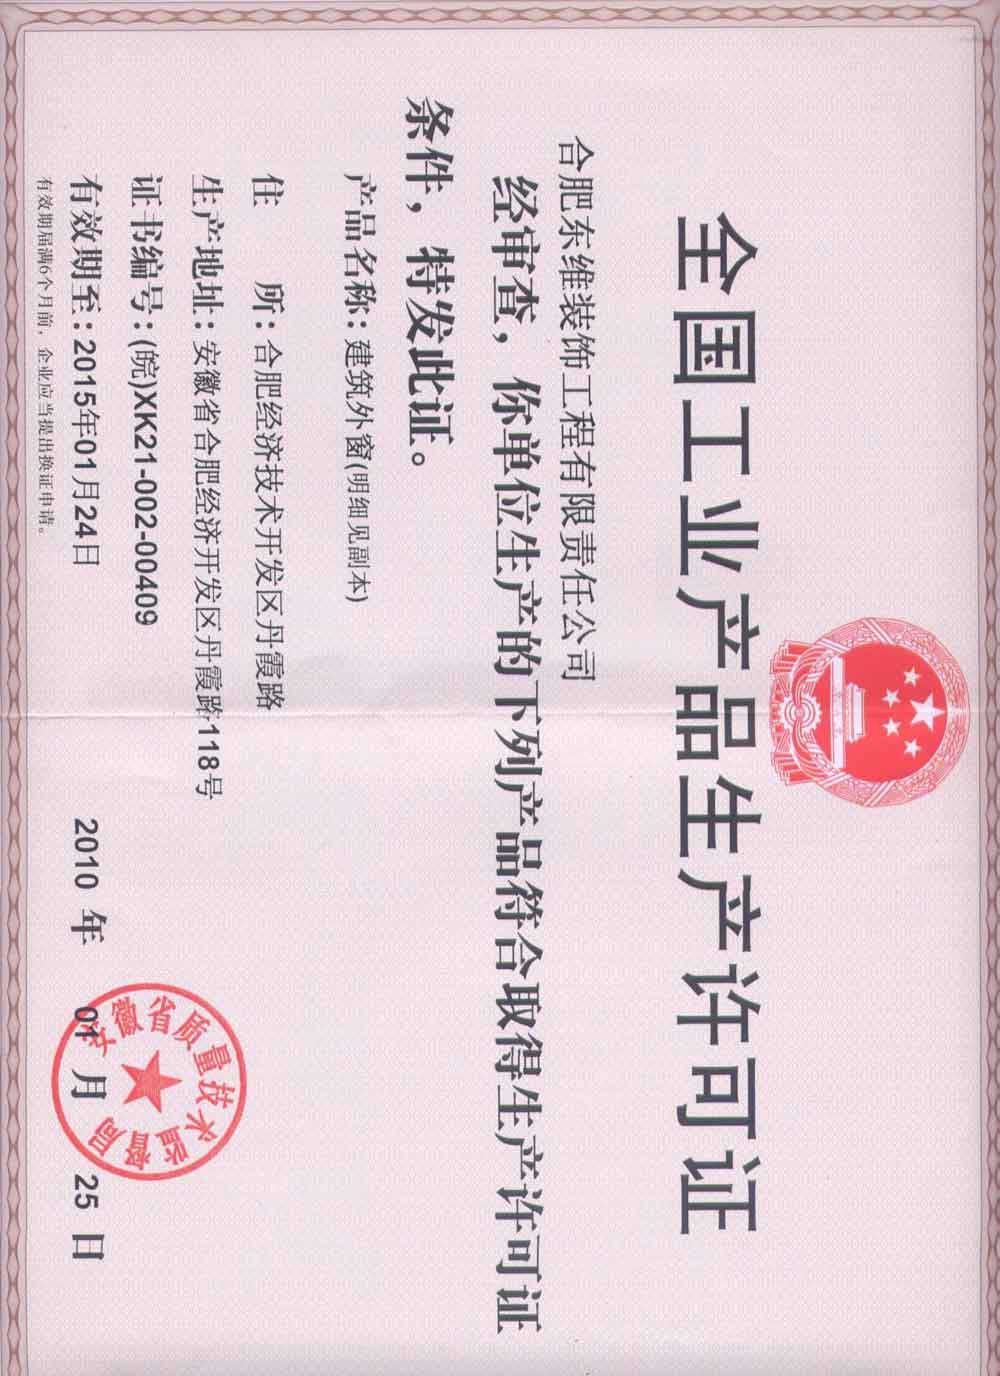 全国工业产品生产许可证
合肥东维装饰工程有限责任公司
经审查，你单位生产的下列产品符合取得生产许可证
条件，特发此证。
产品名称：建筑外窗(明细见副本)
住 所：合肥经济技术开发区丹霞路
生产地址：安徽省合肥经济开发区丹霞路118号
证书编号：(皖)XK21-002-00409
有效期至：2015年01月24日
有效期届满6个月前，企业应当提出换证申请。
安徽省质量技术监督局
2010 年 01 月 25 日